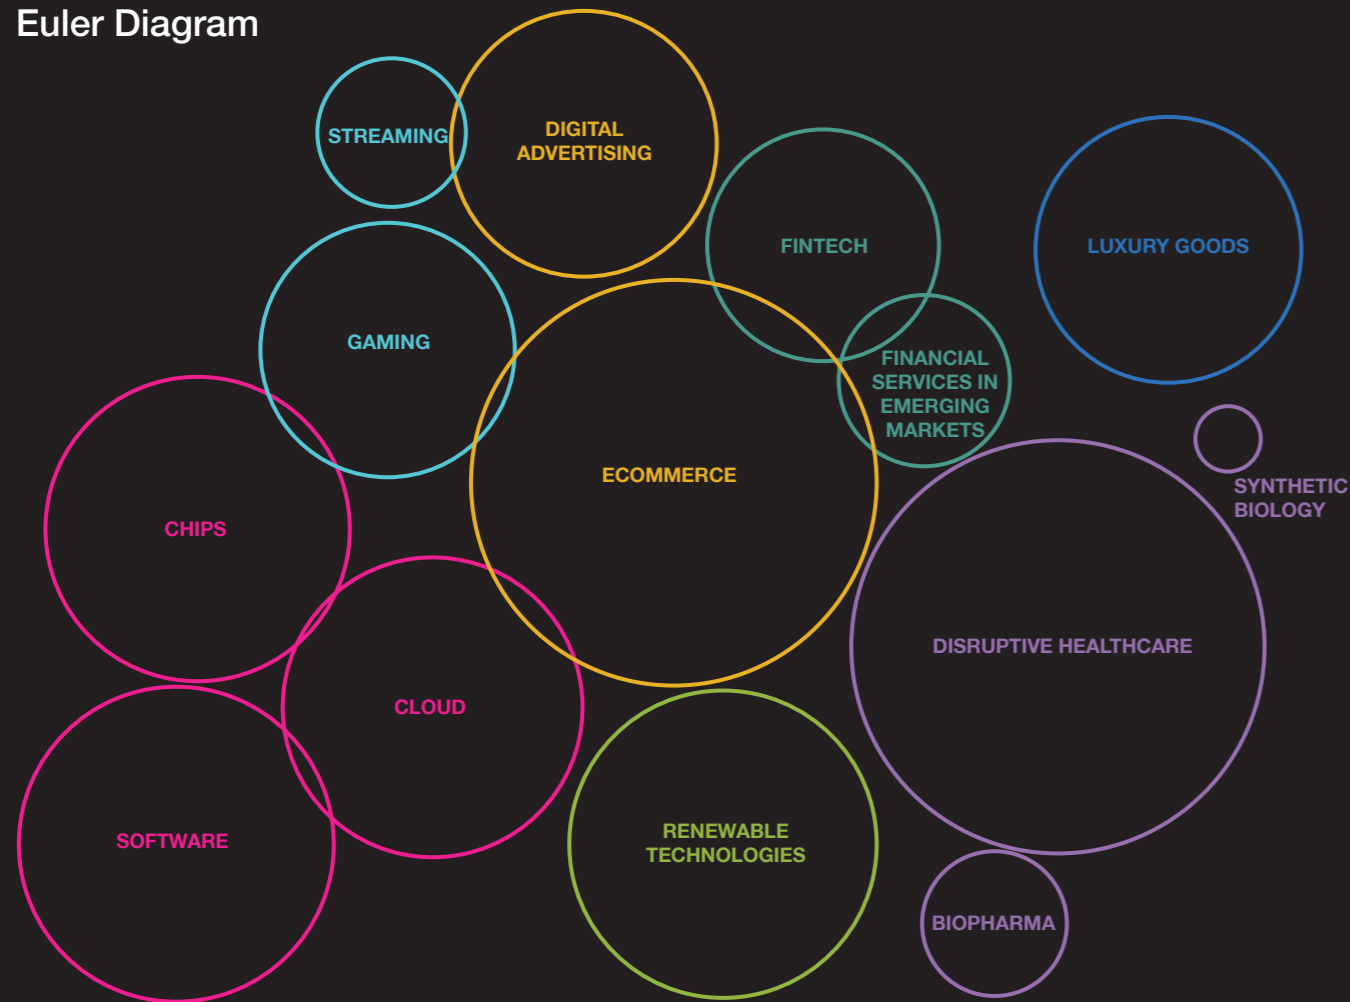 Euler Diagram
STREAMING
DIGITAL
ADVERTISING
FINTECH
LUXURY GOODS
GAMING
FINANCIAL
SERVICES IN
EMERGING
MARKETS
ECOMMERCE
SYNTHETIC
BIOLOGY
CHIPS
DISRUPTIVE HEALTHCARE
CLOUD
SOFTWARE
RENEWABLE
TECHNOLOGIES
BIOPHARMA